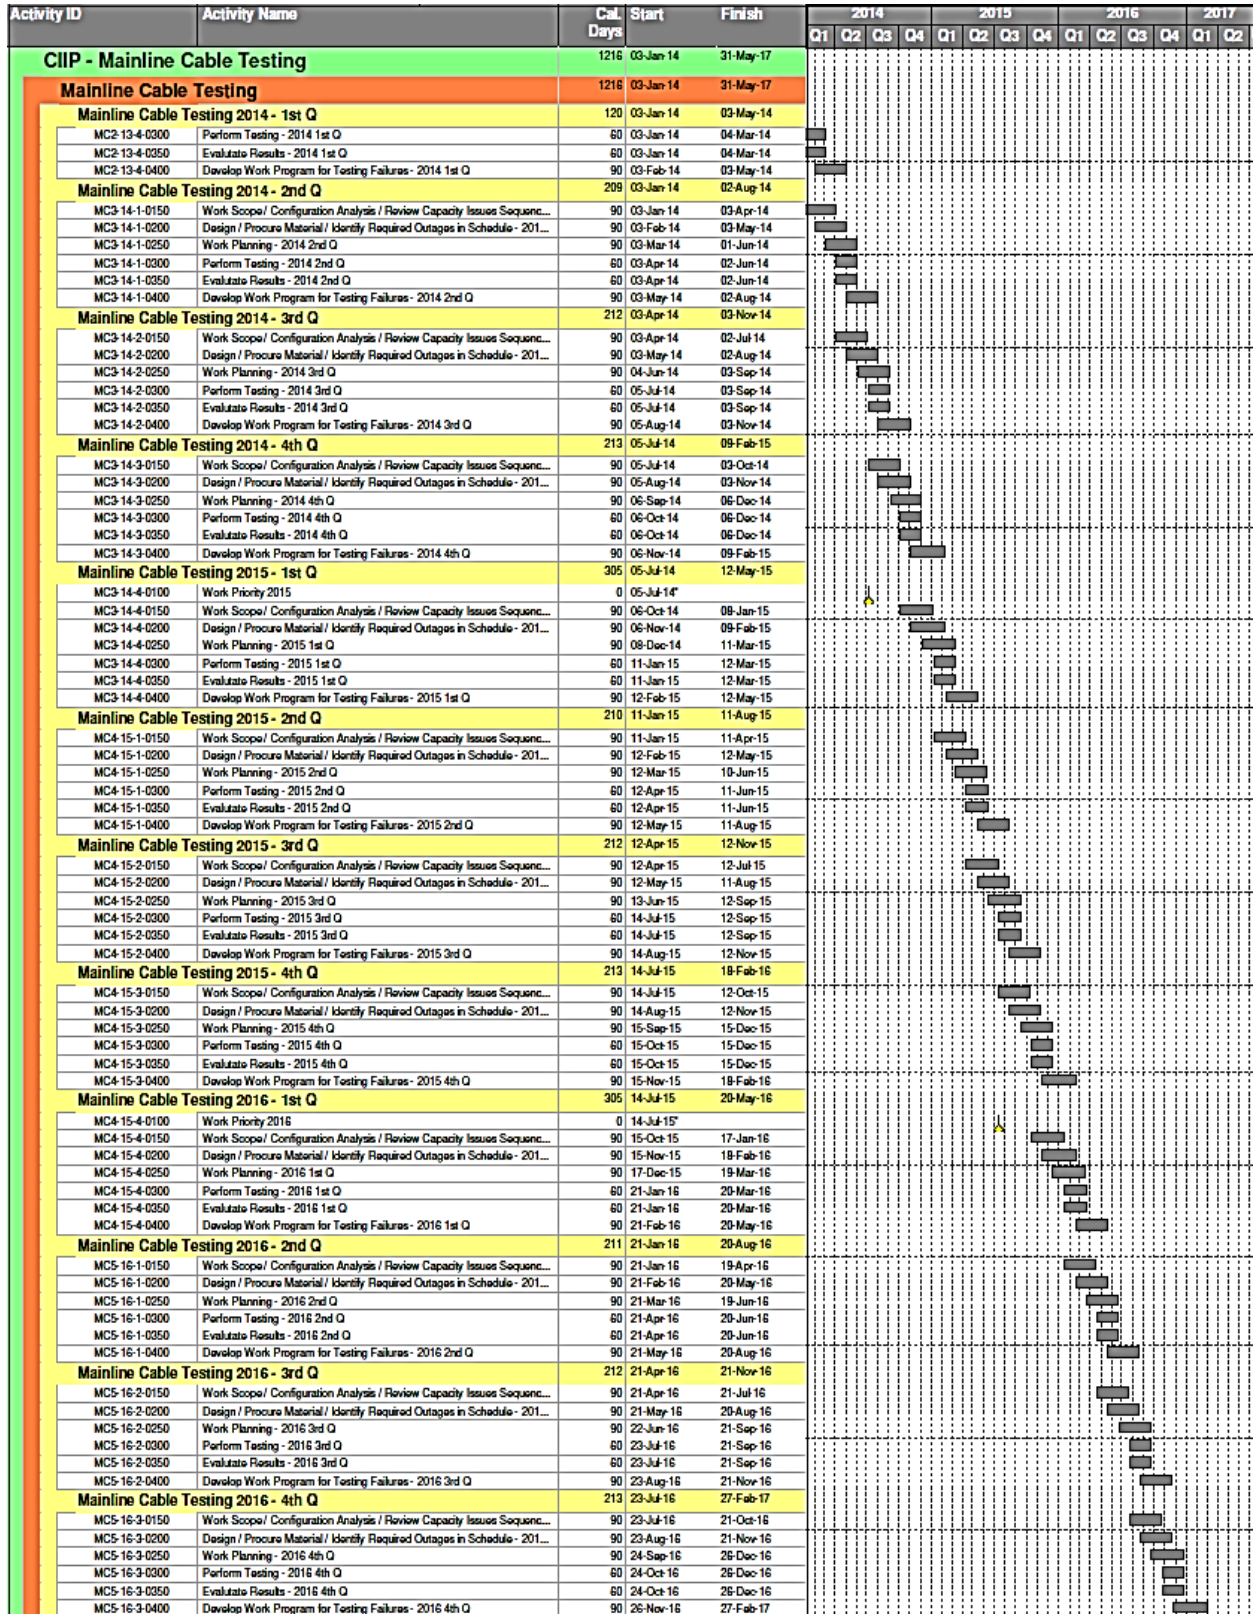 Activity ID Activity Name Cal. Days Start Finish 2014 2015 2016 2017
Q1 Q2 Q3 Q4 Q1 Q2 Q3 Q4 Q1 Q2 Q3 Q4 Q1 Q2
CIIP - Mainline Cable Testing 1216 03-Jan-14 31-May-17
Mainline Cable Testing 1216 03-Jan-14 31-May-17
Mainline Cable Testing 2014 - 1st Q 120 03-Jan-14 03-May-14
MC2-13-4-0300 Perform Testing - 2014 1st Q 60 03-Jan-14 04-Mar-14
MC2-13-4-0350 Evalutate Results - 2014 1st Q 60 03-Jan-14 04-Mar-14
MC2-13-4-0400 Develop Work Program for Testing Failures - 2014 1st Q 90 03-Feb-14 03-May-14
Mainline Cable Testing 2014 - 2nd Q 209 03-Jan-14 02-Aug-14
MC3-14-1-0150 Work Scope / Configuration Analysis / Review Capacity Issues Sequenc... 90 03-Jan-14 03-Apr-14
MC3-14-1-0200 Design / Procure Material / Identify Required Outages in Schedule - 201... 90 03-Feb-14 03-May-14
MC3-14-1-0250 Work Planning - 2014 2nd Q 90 03-Mar-14 01-Jun-14
MC3-14-1-0300 Perform Testing - 2014 2nd Q 60 03-Apr-14 02-Jun-14
MC3-14-1-0350 Evalutate Results - 2014 2nd Q 60 03-Apr-14 02-Jun-14
MC3-14-1-0400 Develop Work Program for Testing Failures - 2014 2nd Q 90 03-May-14 02-Aug-14
Mainline Cable Testing 2014 - 3rd Q 212 03-Apr-14 03-Nov-14
MC3-14-2-0150 Work Scope / Configuration Analysis / Review Capacity Issues Sequenc... 90 03-Apr-14 02-Jul-14
MC3-14-2-0200 Design / Procure Material / Identify Required Outages in Schedule - 201... 90 03-May-14 02-Aug-14
MC3-14-2-0250 Work Planning - 2014 3rd Q 90 04-Jun-14 03-Sep-14
MC3-14-2-0300 Perform Testing - 2014 3rd Q 60 05-Jul-14 03-Sep-14
MC3-14-2-0350 Evalutate Results - 2014 3rd Q 60 05-Jul-14 03-Sep-14
MC3-14-2-0400 Develop Work Program for Testing Failures - 2014 3rd Q 90 05-Aug-14 03-Nov-14
Mainline Cable Testing 2014 - 4th Q 213 05-Jul-14 09-Feb-15
MC3-14-3-0150 Work Scope / Configuration Analysis / Review Capacity Issues Sequenc... 90 05-Jul-14 03-Oct-14
MC3-14-3-0200 Design / Procure Material / Identify Required Outages in Schedule - 201... 90 05-Aug-14 03-Nov-14
MC3-14-3-0250 Work Planning - 2014 4th Q 90 06-Sep-14 06-Dec-14
MC3-14-3-0300 Perform Testing - 2014 4th Q 60 06-Oct-14 06-Dec-14
MC3-14-3-0350 Evalutate Results - 2014 4th Q 60 06-Oct-14 06-Dec-14
MC3-14-3-0400 Develop Work Program for Testing Failures - 2014 4th Q 90 06-Nov-14 09-Feb-15
Mainline Cable Testing 2015 - 1st Q 305 05-Jul-14 12-May-15
MC3-14-4-0100 Work Priority 2015 0 05-Jul-14*
MC3-14-4-0150 Work Scope / Configuration Analysis / Review Capacity Issues Sequenc... 90 06-Oct-14 08-Jan-15
MC3-14-4-0200 Design / Procure Material / Identify Required Outages in Schedule - 201... 90 06-Nov-14 09-Feb-15
MC3-14-4-0250 Work Planning - 2015 1st Q 90 08-Dec-14 11-Mar-15
MC3-14-4-0300 Perform Testing - 2015 1st Q 60 11-Jan-15 12-Mar-15
MC3-14-4-0350 Evalutate Results - 2015 1st Q 60 11-Jan-15 12-Mar-15
MC3-14-4-0400 Develop Work Program for Testing Failures - 2015 1st Q 90 12-Feb-15 12-May-15
Mainline Cable Testing 2015 - 2nd Q 210 11-Jan-15 11-Aug-15
MC4-15-1-0150 Work Scope / Configuration Analysis / Review Capacity Issues Sequenc... 90 11-Jan-15 11-Apr-15
MC4-15-1-0200 Design / Procure Material / Identify Required Outages in Schedule - 201... 90 12-Feb-15 12-May-15
MC4-15-1-0250 Work Planning - 2015 2nd Q 90 12-Mar-15 10-Jun-15
MC4-15-1-0300 Perform Testing - 2015 2nd Q 60 12-Apr-15 11-Jun-15
MC4-15-1-0350 Evalutate Results - 2015 2nd Q 60 12-Apr-15 11-Jun-15
MC4-15-1-0400 Develop Work Program for Testing Failures - 2015 2nd Q 90 12-May-15 11-Aug-15
Mainline Cable Testing 2015 - 3rd Q 212 12-Apr-15 12-Nov-15
MC4-15-2-0150 Work Scope / Configuration Analysis / Review Capacity Issues Sequenc... 90 12-Apr-15 12-Jul-15
MC4-15-2-0200 Design / Procure Material / Identify Required Outages in Schedule - 201... 90 12-May-15 11-Aug-15
MC4-15-2-0250 Work Planning - 2015 3rd Q 90 13-Jun-15 12-Sep-15
MC4-15-2-0300 Perform Testing - 2015 3rd Q 60 14-Jul-15 12-Sep-15
MC4-15-2-0350 Evalutate Results - 2015 3rd Q 60 14-Jul-15 12-Sep-15
MC4-15-2-0400 Develop Work Program for Testing Failures - 2015 3rd Q 90 14-Aug-15 12-Nov-15
Mainline Cable Testing 2015 - 4th Q 213 14-Jul-15 18-Feb-16
MC4-15-3-0150 Work Scope / Configuration Analysis / Review Capacity Issues Sequenc... 90 14-Jul-15 12-Oct-15
MC4-15-3-0200 Design / Procure Material / Identify Required Outages in Schedule - 201... 90 14-Aug-15 12-Nov-15
MC4-15-3-0250 Work Planning - 2015 4th Q 90 15-Sep-15 15-Dec-15
MC4-15-3-0300 Perform Testing - 2015 4th Q 60 15-Oct-15 15-Dec-15
MC4-15-3-0350 Evalutate Results - 2015 4th Q 60 15-Oct-15 15-Dec-15
MC4-15-3-0400 Develop Work Program for Testing Failures - 2015 4th Q 90 15-Nov-15 18-Feb-16
Mainline Cable Testing 2016 - 1st Q 305 14-Jul-15 20-May-16
MC4-15-4-0100 Work Priority 2016 0 14-Jul-15*
MC4-15-4-0150 Work Scope / Configuration Analysis / Review Capacity Issues Sequenc... 90 15-Oct-15 17-Jan-16
MC4-15-4-0200 Design / Procure Material / Identify Required Outages in Schedule - 201... 90 15-Nov-15 18-Feb-16
MC4-15-4-0250 Work Planning - 2016 1st Q 90 17-Dec-15 19-Mar-16
MC4-15-4-0300 Perform Testing - 2016 1st Q 60 21-Jan-16 20-Mar-16
MC4-15-4-0350 Evalutate Results - 2016 1st Q 60 21-Jan-16 20-Mar-16
MC4-15-4-0400 Develop Work Program for Testing Failures - 2016 1st Q 90 21-Feb-16 20-May-16
Mainline Cable Testing 2016 - 2nd Q 211 21-Jan-16 20-Aug-16
MC5-16-1-0150 Work Scope / Configuration Analysis / Review Capacity Issues Sequenc... 90 21-Jan-16 19-Apr-16
MC5-16-1-0200 Design / Procure Material / Identify Required Outages in Schedule - 201... 90 21-Feb-16 20-May-16
MC5-16-1-0250 Work Planning - 2016 2nd Q 90 21-Mar-16 19-Jun-16
MC5-16-1-0300 Perform Testing - 2016 2nd Q 60 21-Apr-16 20-Jun-16
MC5-16-1-0350 Evalutate Results - 2016 2nd Q 60 21-Apr-16 20-Jun-16
MC5-16-1-0400 Develop Work Program for Testing Failures - 2016 2nd Q 90 21-May-16 20-Aug-16
Mainline Cable Testing 2016 - 3rd Q 212 21-Apr-16 21-Nov-16
MC5-16-2-0150 Work Scope / Configuration Analysis / Review Capacity Issues Sequenc... 90 21-Apr-16 21-Jul-16
MC5-16-2-0200 Design / Procure Material / Identify Required Outages in Schedule - 201... 90 21-May-16 20-Aug-16
MC5-16-2-0250 Work Planning - 2016 3rd Q 90 22-Jun-16 21-Sep-16
MC5-16-2-0300 Perform Testing - 2016 3rd Q 60 23-Jul-16 21-Sep-16
MC5-16-2-0350 Evalutate Results - 2016 3rd Q 60 23-Jul-16 21-Sep-16
MC5-16-2-0400 Develop Work Program for Testing Failures - 2016 3rd Q 90 23-Aug-16 21-Nov-16
Mainline Cable Testing 2016 - 4th Q 213 23-Jul-16 27-Feb-17
MC5-16-3-0150 Work Scope / Configuration Analysis / Review Capacity Issues Sequenc... 90 23-Jul-16 21-Oct-16
MC5-16-3-0200 Design / Procure Material / Identify Required Outages in Schedule - 201... 90 23-Aug-16 21-Nov-16
MC5-16-3-0250 Work Planning - 2016 4th Q 90 24-Sep-16 26-Dec-16
MC5-16-3-0300 Perform Testing - 2016 4th Q 60 24-Oct-16 26-Dec-16
MC5-16-3-0350 Evalutate Results - 2016 4th Q 60 24-Oct-16 26-Dec-16
MC5-16-3-0400 Develop Work Program for Testing Failures - 2016 4th Q 90 26-Nov-16 27-Feb-17